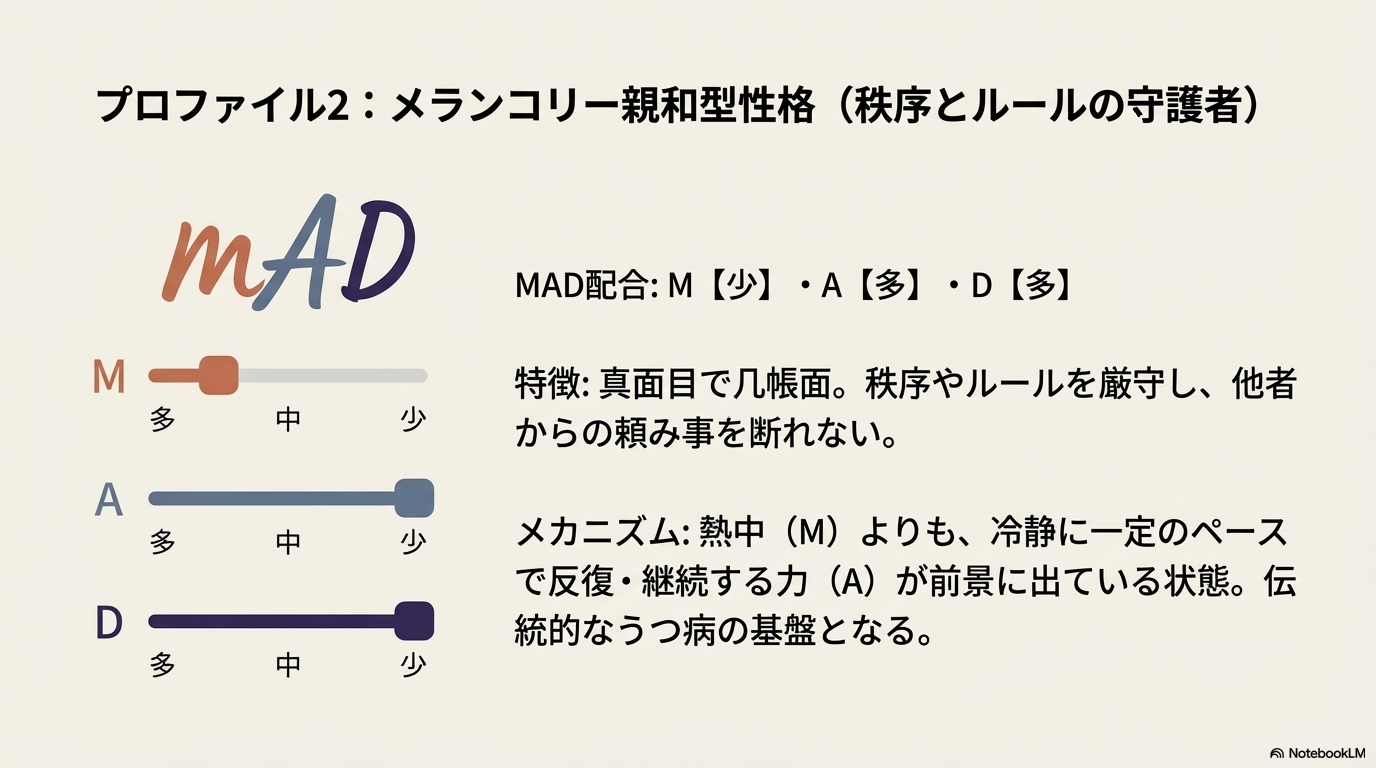 プロファイル2：メランコリー親和型性格（秩序とルールの守護者）
mAD
M
多 中 少
A
多 中 少
D
多 中 少
MAD配合: M【少】・A【多】・D【多】
特徴: 真面目で几帳面。秩序やルールを厳守し、他者
からの頼み事を断れない。
メカニズム: 熱中（M）よりも、冷静に一定のペース
で反復・継続する力（A）が前景に出ている状態。伝
統的なうつ病の基盤となる。
NotebookLM